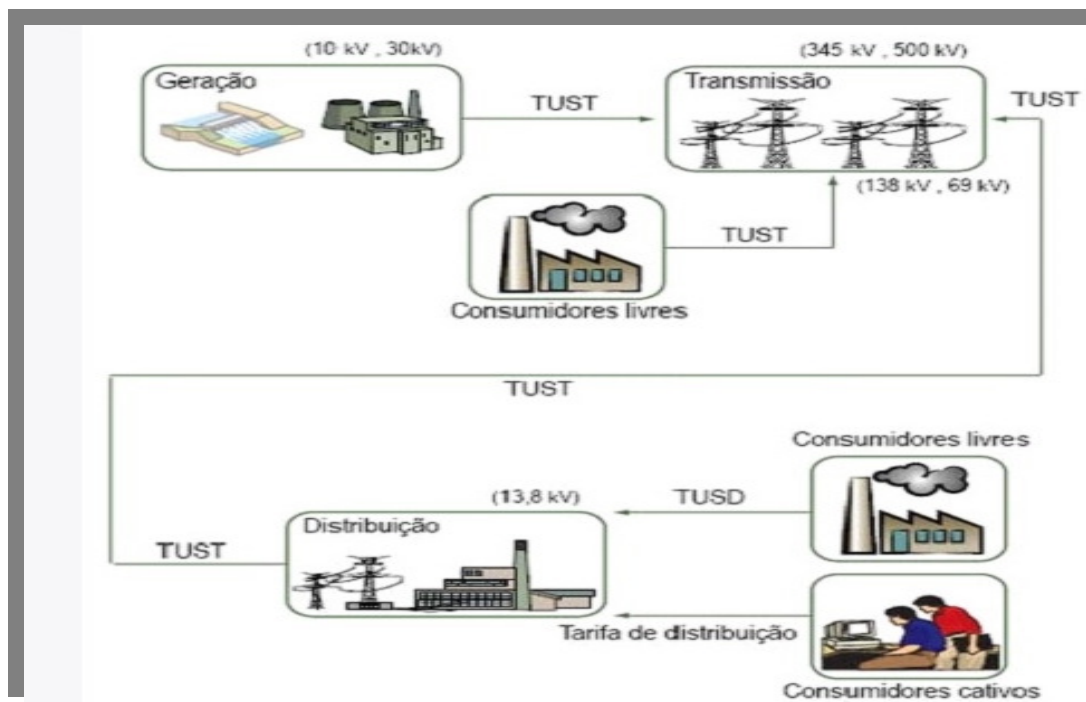 (10 kV , 30kV)
(345 kV , 500 kV)
Geração
TUST
Transmissão
TUST
(138 kV , 69 kV)
TUST
Consumidores livres
TUST
Consumidores livres
(13,8 kV)
TUSD
Distribuição
TUST
Tarifa de distribuição
Consumidores cativos